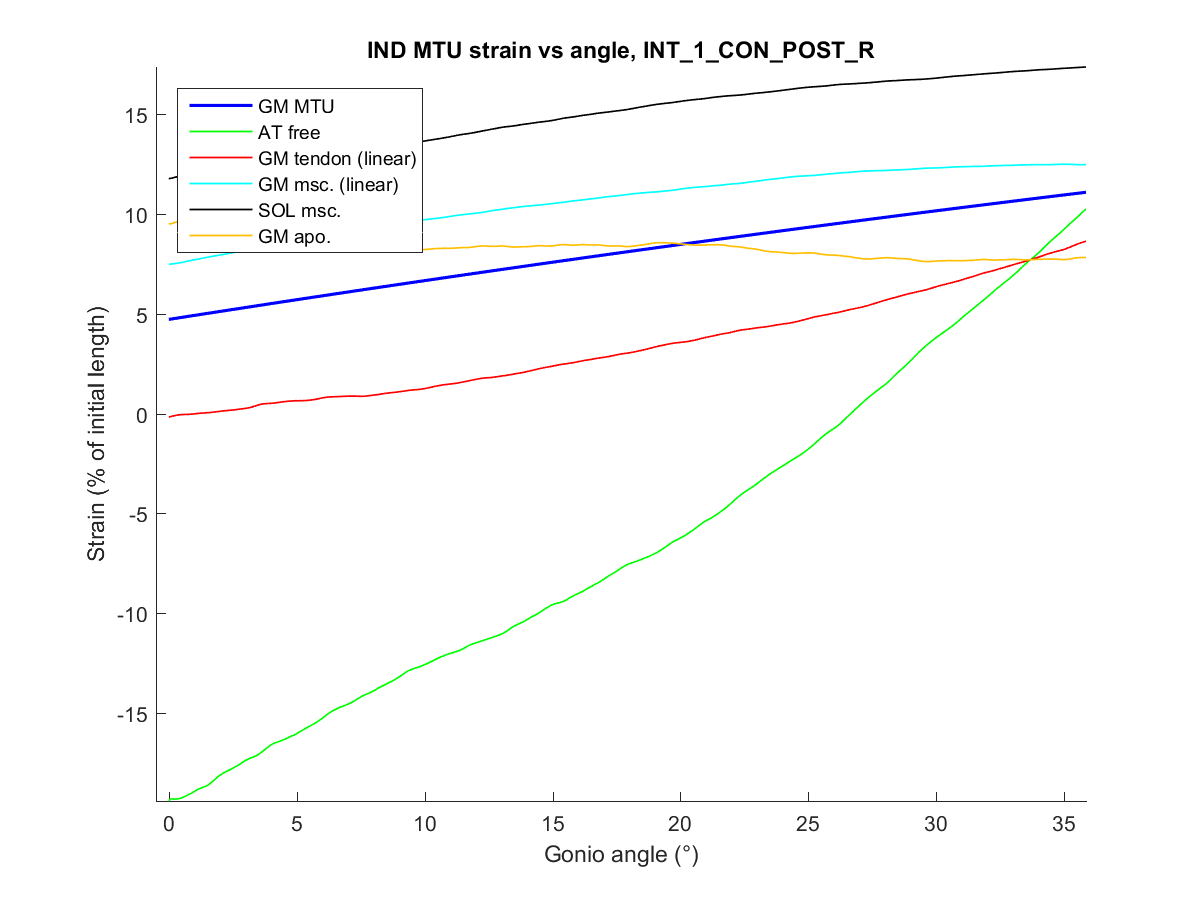 IND MTU strain vs angle, INT_1_CON_POST_R
GM MTU
AT free
GM tendon (linear)
GM msc. (linear)
SOL msc.
GM apo.
Strain (% of initial length)
15
10
5
0
-5
-10
-15
0 5 10 15 20 25 30 35
Gonio angle (°)